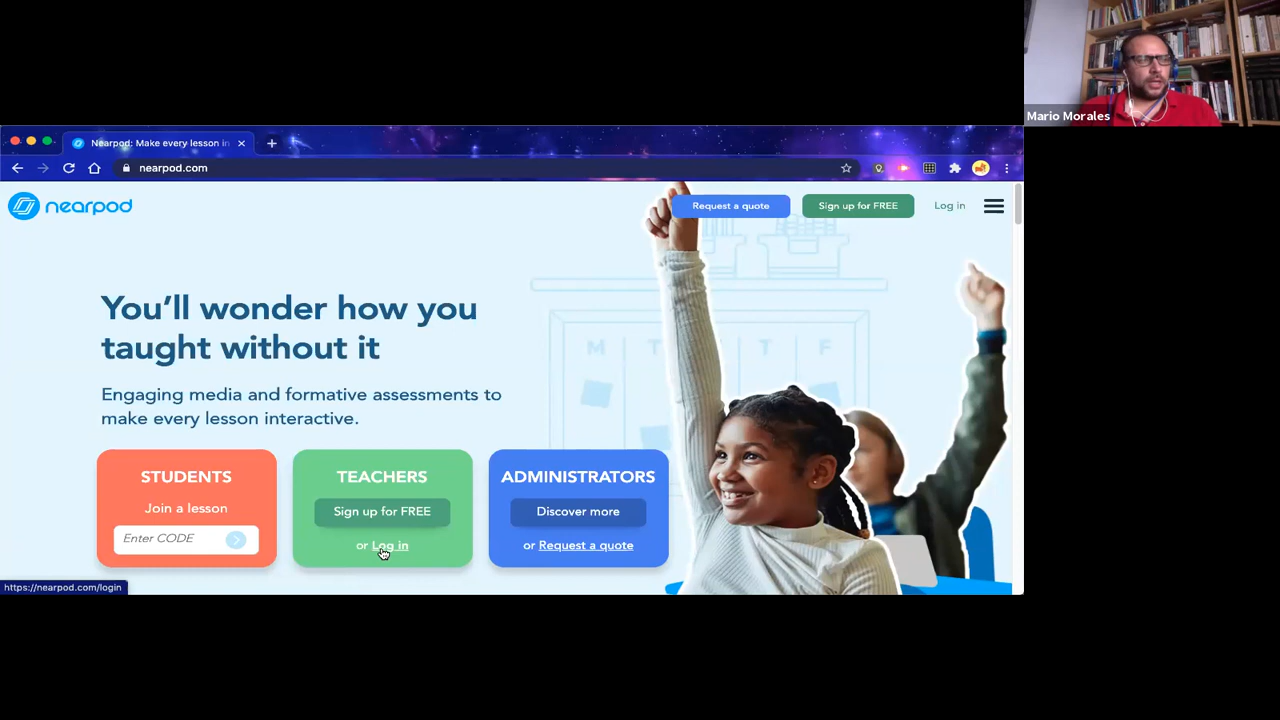 Mario Morales
Nearpod: Make every lesson in
nearpod.com
nearpod
Request a quote
Sign up for FREE
Log in
M T T F
You'll wonder how you
taught without it
Engaging media and formative assessments to
make every lesson interactive.
STUDENTS
Join a lesson
Enter CODE
TEACHERS
Sign up for FREE
or Log in
ADMINISTRATORS
Discover more
or Request a quote
https://nearpod.com/login